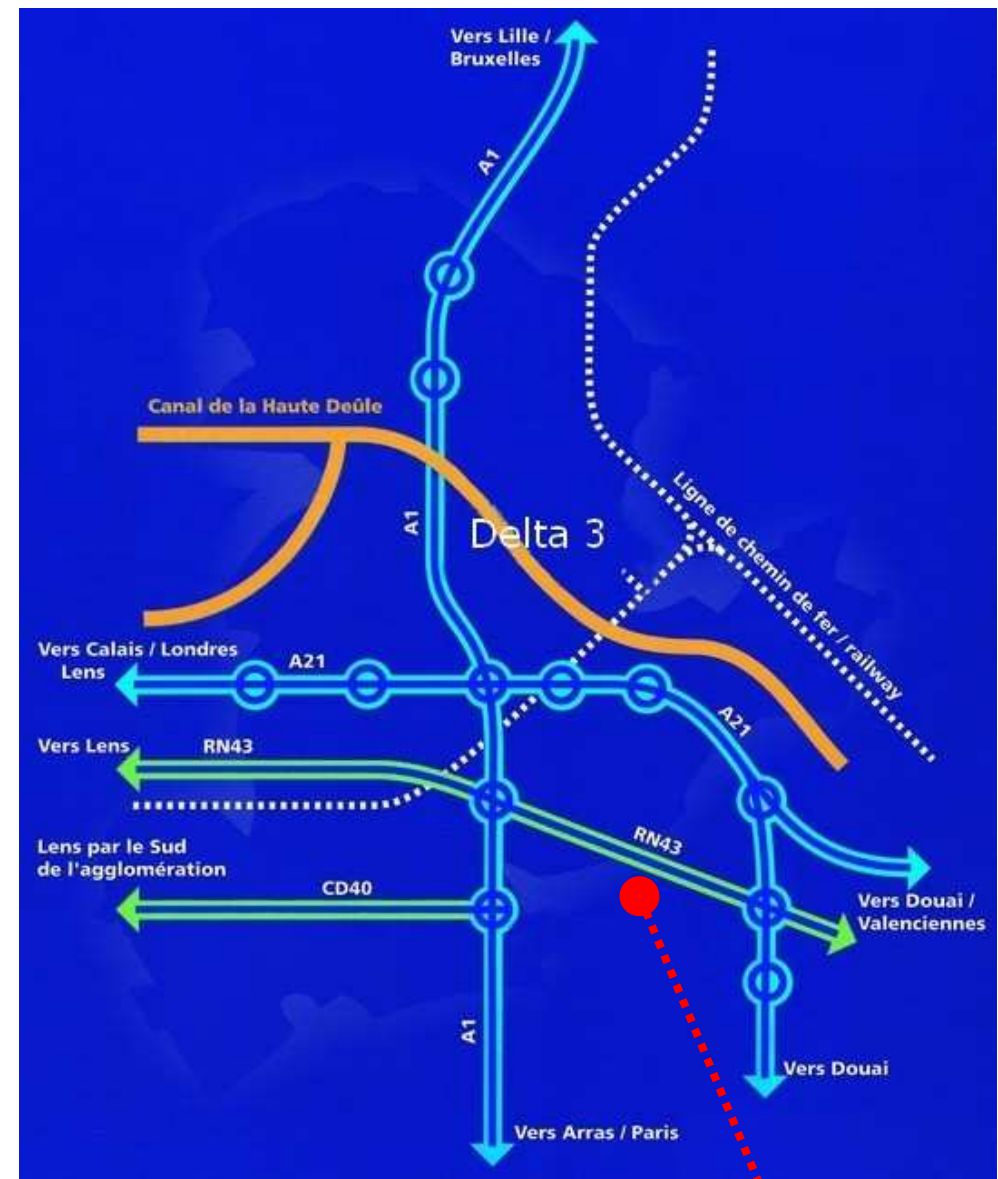 Vers Lille /
Bruxelles
A1
Canal de la Haute Deûle
Ligne de chemin de fer / railway
A1
Delta 3
Vers Calais / Londres
Lens
A21
A21
Vers Lens
RN43
RN43
Lens par le Sud
de l'agglomération
CD40
Vers Douai /
Valenciennes
A1
Vers Douai
Vers Arras / Paris